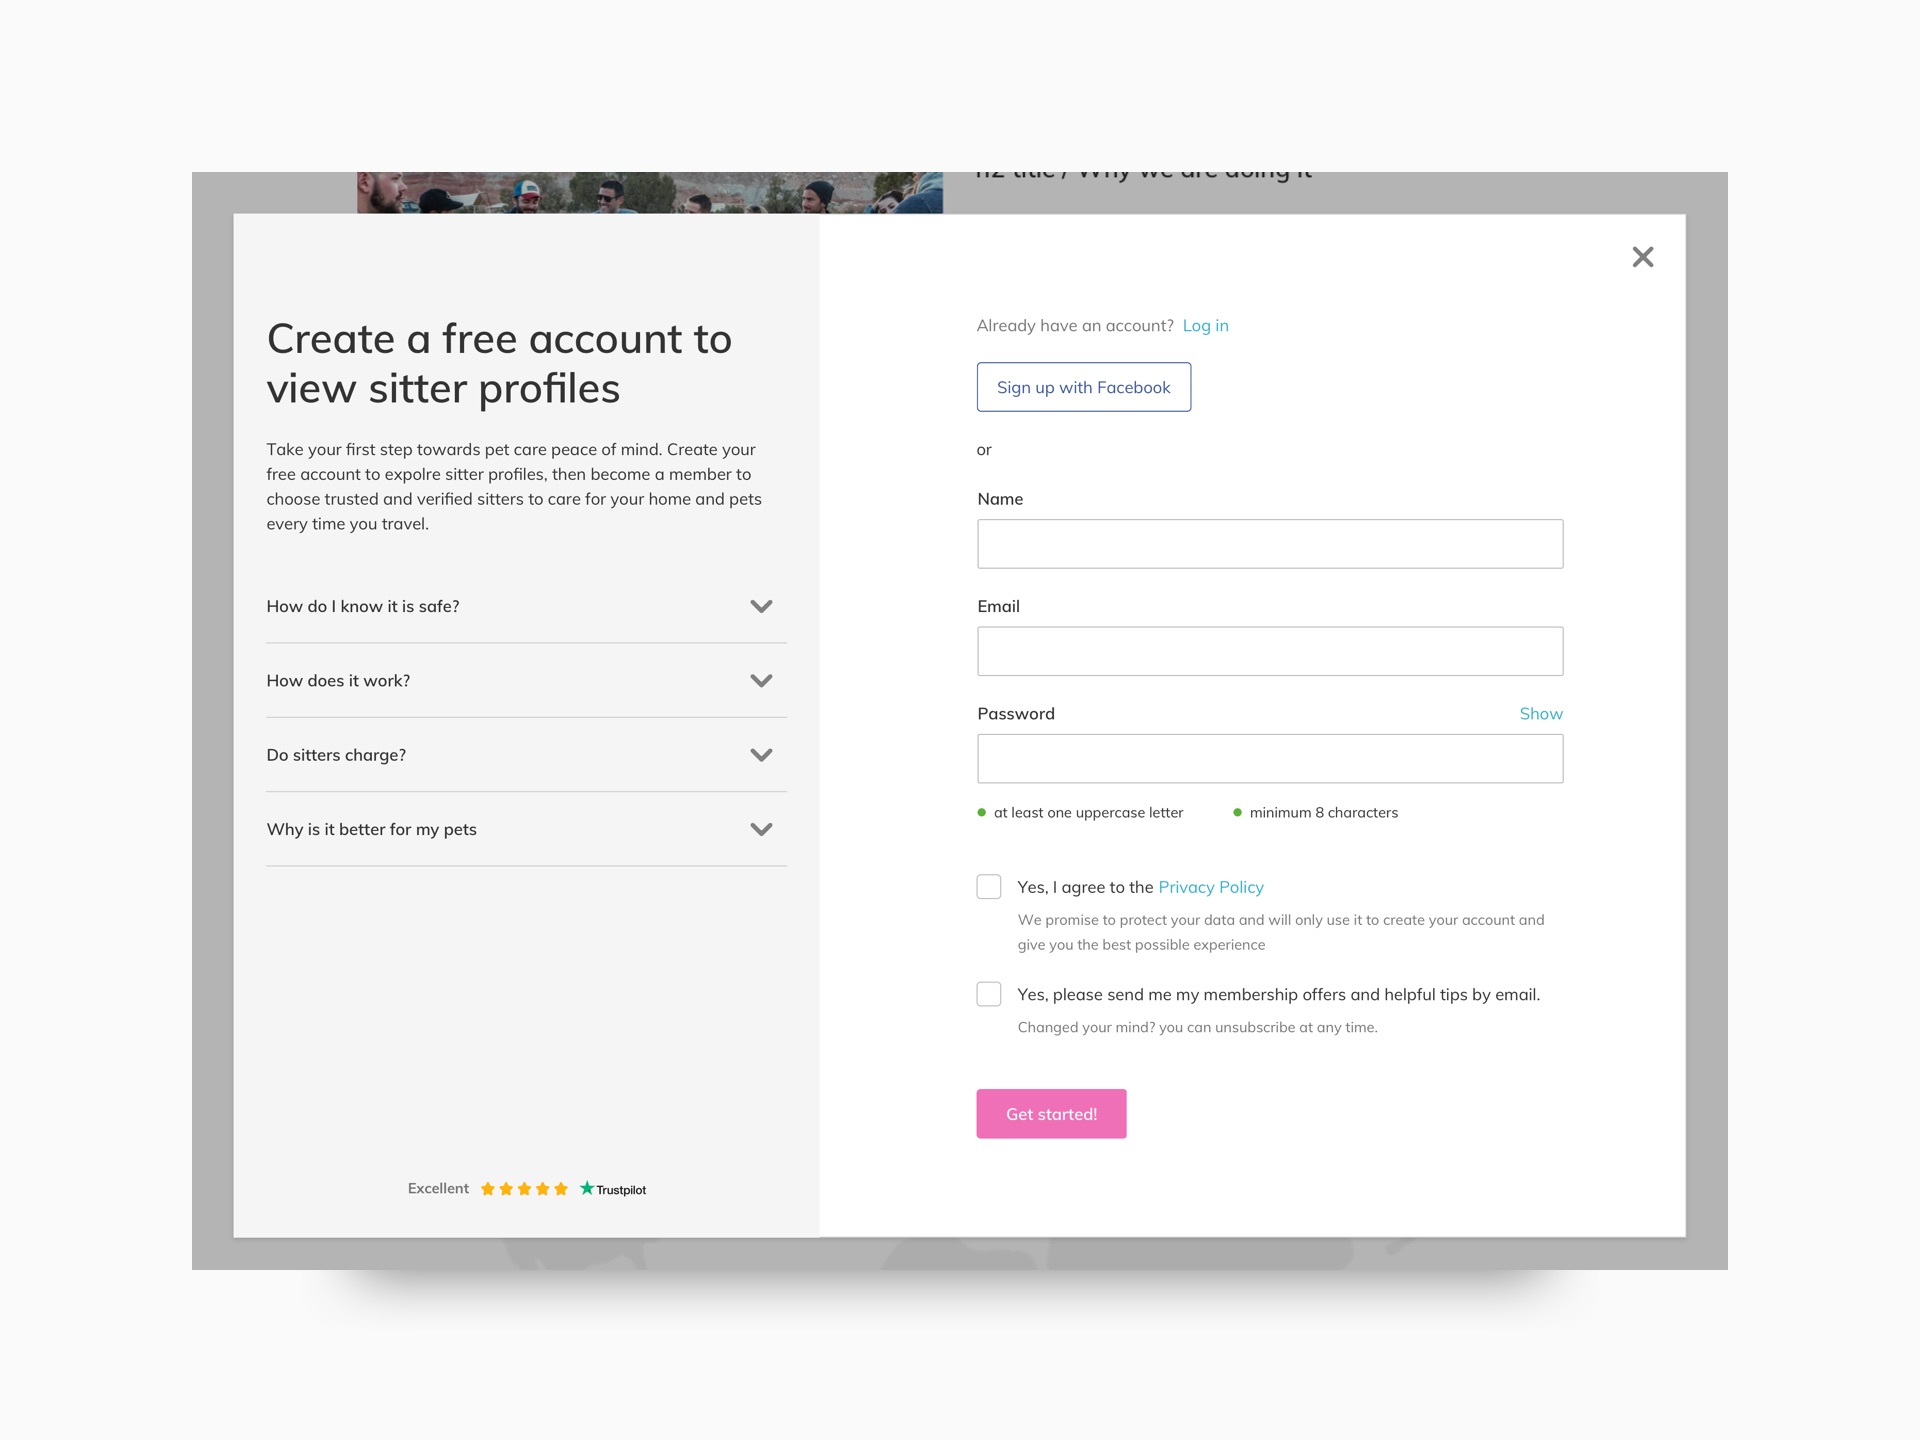 h2 title / Why we are doing it
Create a free account to
view sitter profiles
Take your first step towards pet care peace of mind. Create your
free account to expolre sitter profiles, then become a member to
choose trusted and verified sitters to care for your home and pets
every time you travel.
How do I know it is safe?
How does it work?
Do sitters charge?
Why is it better for my pets
Excellent
Trustpilot
Already have an account? Log in
Sign up with Facebook
or
Name
Email
Password Show
at least one uppercase letter
minimum 8 characters
Yes, I agree to the Privacy Policy
We promise to protect your data and will only use it to create your account and
give you the best possible experience
Yes, please send me my membership offers and helpful tips by email.
Changed your mind? you can unsubscribe at any time.
Get started!